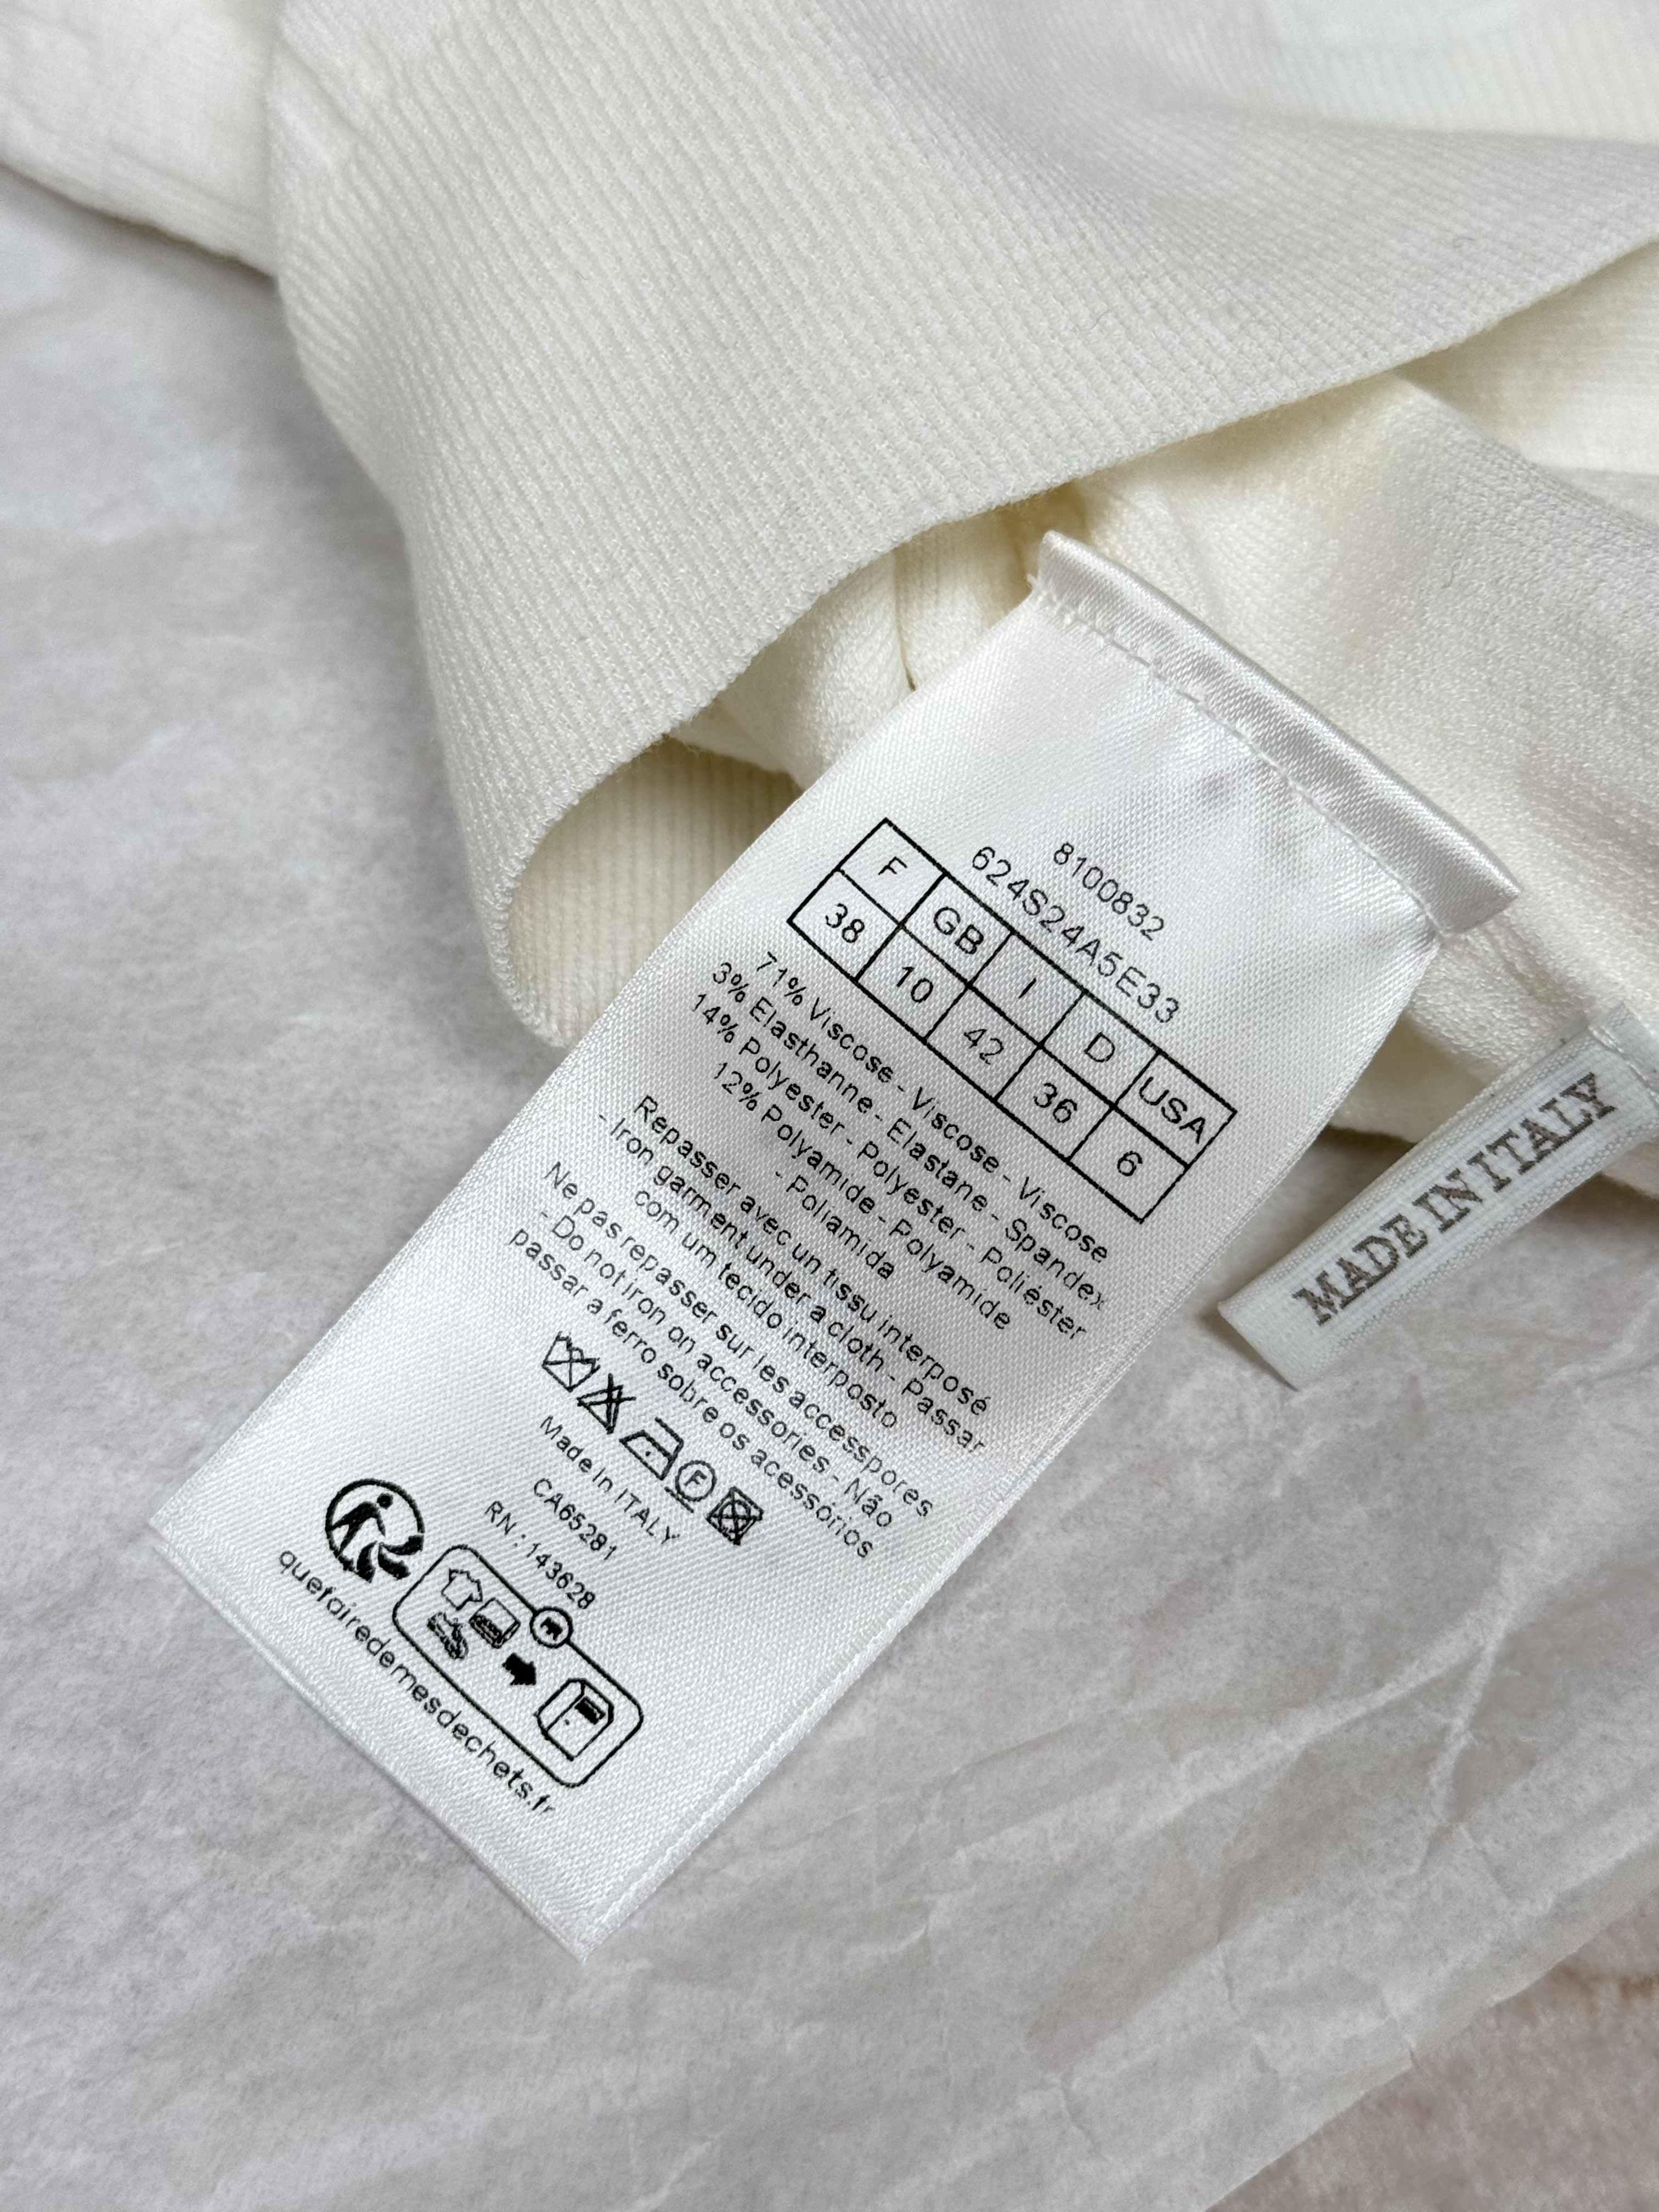 8100832
624S24A5E33
F GB I D USA
38 10 42 36 6
71% Viscose - Viscose - Viscose
3% Elasthanne - Elastane - Spandex
14% Polyester - Polyester - Poliéster
12% Polyamide - Polyamide
- Poliamida
Repasser avec un tissu interposé
- Iron garment under a cloth - Passar
com um tecido interposto
Ne pas repasser sur les accesspores
- Do not iron on accessories - Não
passar a ferro sobre os acessórios
F
Made in ITALY
CA65281
RN : 143628
FR
quefairedemesdechets.fr
MADE IN ITALY